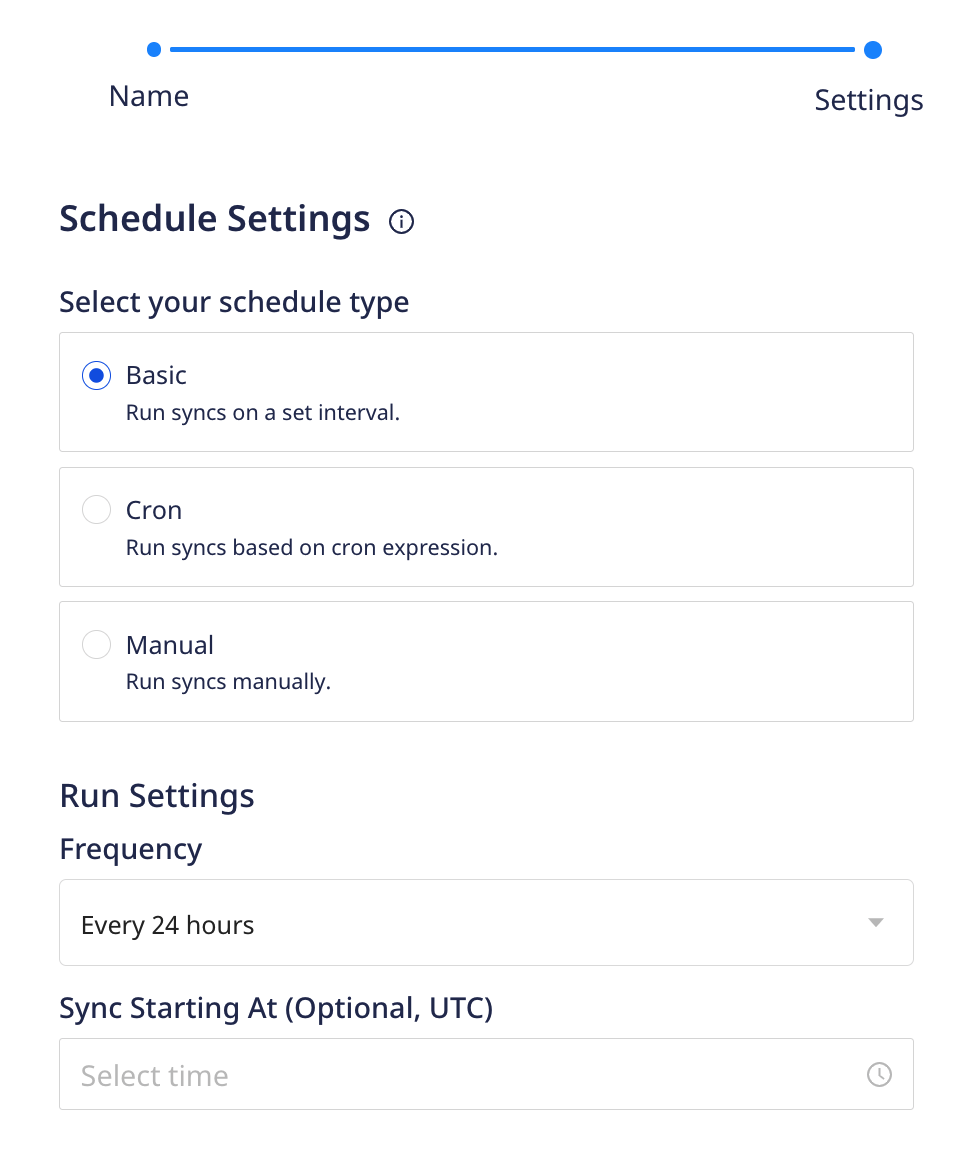 Name
Settings
Schedule Settings
Select your schedule type
Basic
Run syncs on a set interval.
Cron
Run syncs based on cron expression.
Manual
Run syncs manually.
Run Settings
Frequency
Every 24 hours
Sync Starting At (Optional, UTC)
Select time